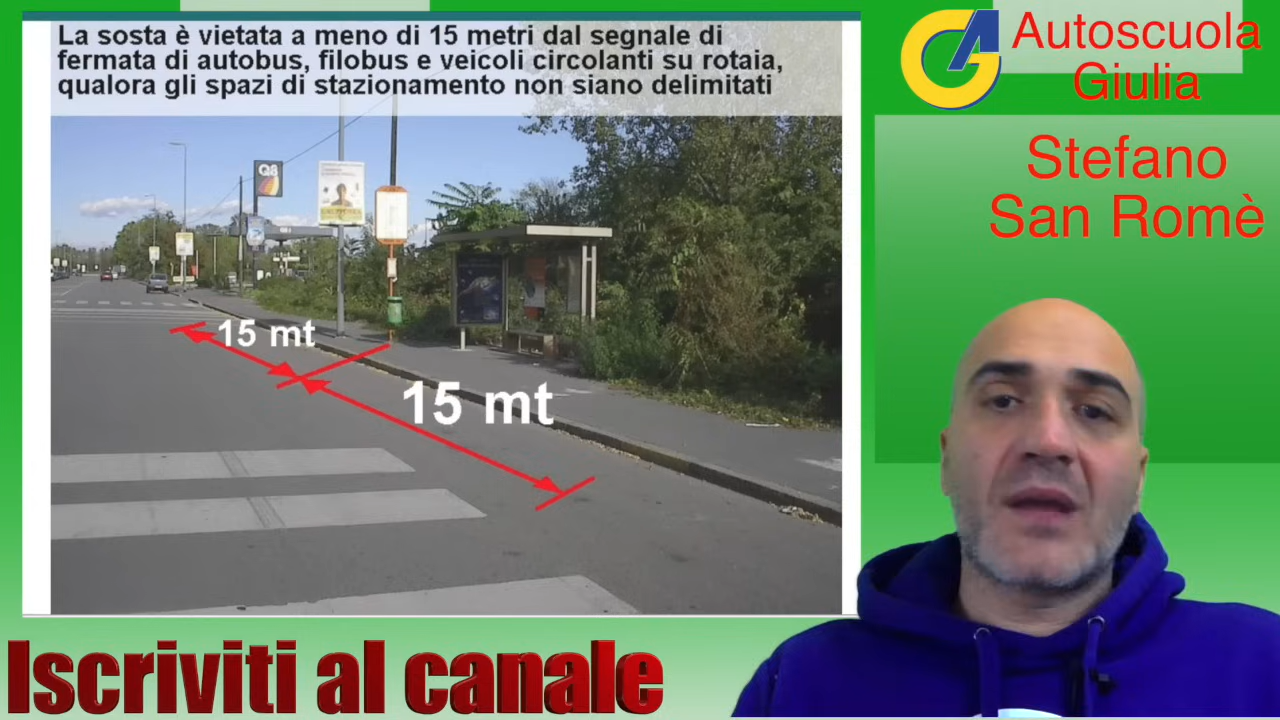 La sosta è vietata a meno di 15 metri dal segnale di
fermata di autobus, filobus e veicoli circolanti su rotaia,
qualora gli spazi di stazionamento non siano delimitati
Autoscuola
Giulia
Stefano
San Romè
Q8
15 mt
15 mt
Iscriviti al canale